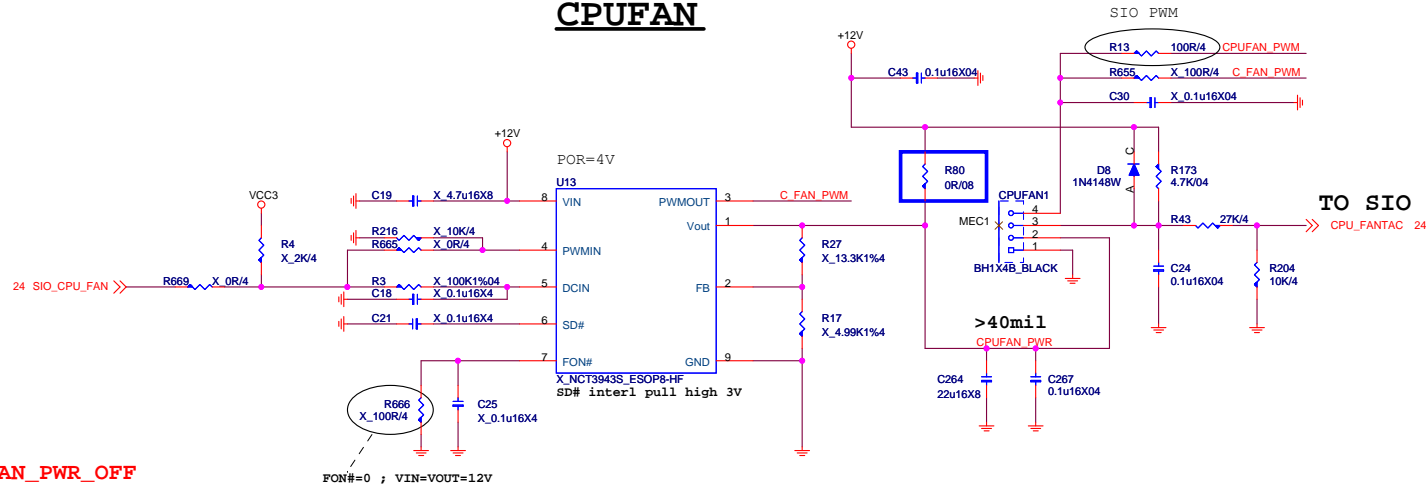 CPUFAN
SIO PWM
+12V
R13 100R/4 CPUFAN_PWM
R655 X_100R/4 C_FAN_PWM
C43 0.1u16X04
C30 X_0.1u16X04
+12V
POR=4V
U13
VCC3
C19 X_4.7u16X8
8 VIN
PWMOUT 3
C_FAN_PWM
R80
0R/08
D8
1N4148W
C
A
R173
4.7K/04
CPUFAN1
MEC1
4
3
2
1
BH1X4B_BLACK
TO SIO
R43 27K/4
CPU_FANTAC 24
R4
X_2K/4
R216 X_10K/4
R665 X_0R/4
4 PWMIN
Vout 1
R27
X_13.3K1%4
24 SIO_CPU_FAN
R669 X_0R/4
R3 X_100K1%04
C18 X_0.1u16X4
5 DCIN
FB 2
C24
0.1u16X04
R204
10K/4
C21 X_0.1u16X4
6 SD#
R17
X_4.99K1%4
>40mil
CPUFAN_PWR
7 FON#
GND 9
X_NCT3943S_ESOP8-HF
SD# interl pull high 3V
C264
22u16X8
C267
0.1u16X04
R666
X_100R/4
C25
X_0.1u16X4
AN_PWR_OFF
FON#=0 ; VIN=VOUT=12V